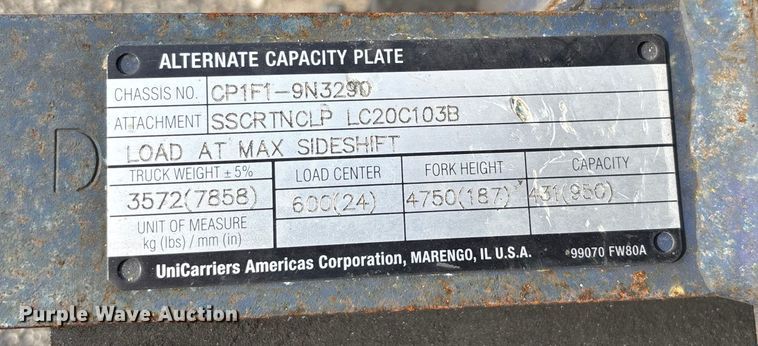 ALTERNATE CAPACITY PLATE
CHASSIS NO. CP1F1-9N3290
ATTACHMENT SSCRTNCLP LC20C103B
LOAD AT MAX SIDESHIFT
TRUCK WEIGHT ± 5% LOAD CENTER FORK HEIGHT CAPACITY
3572(7858) 600(24) 4750(187) 431(950)
UNIT OF MEASURE
kg (lbs) / mm (in)
UniCarriers Americas Corporation, MARENGO, IL U.S.A. 99070 FW80A
D
Purple Wave Auction